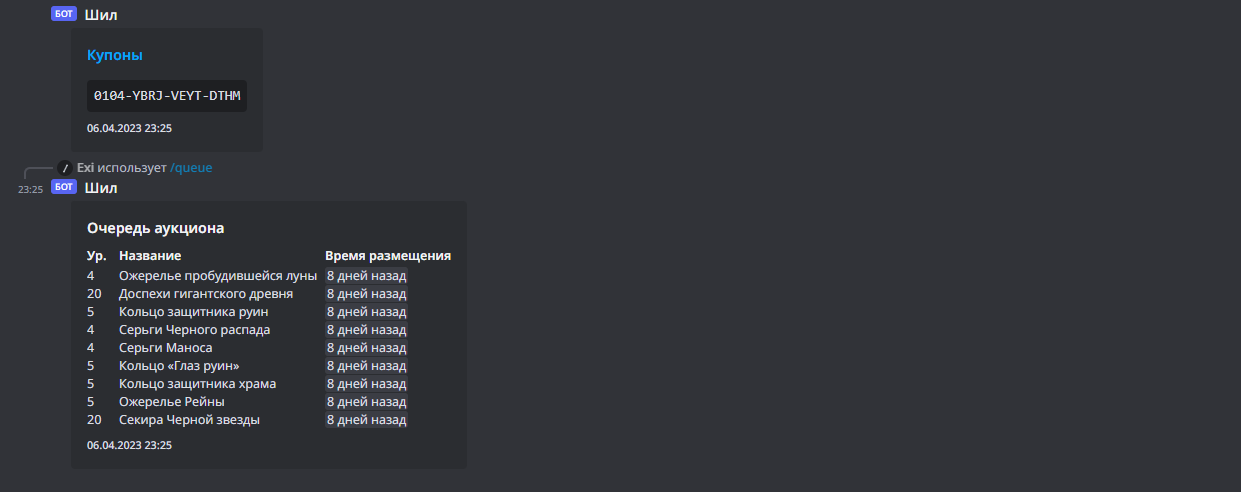 БОТ Шил
Купоны
0104-YBRJ-VEYT-DTHM
06.04.2023 23:25
/ Exi использует /queue
23:25 БОТ Шил
Очередь аукциона
Ур. Название Время размещения
4 Ожерелье пробудившейся луны 8 дней назад
20 Доспехи гигантского древня 8 дней назад
5 Кольцо защитника руин 8 дней назад
4 Серьги Черного распада 8 дней назад
4 Серьги Маноса 8 дней назад
5 Кольцо «Глаз руин» 8 дней назад
5 Кольцо защитника храма 8 дней назад
5 Ожерелье Рейны 8 дней назад
20 Секира Черной звезды 8 дней назад
06.04.2023 23:25